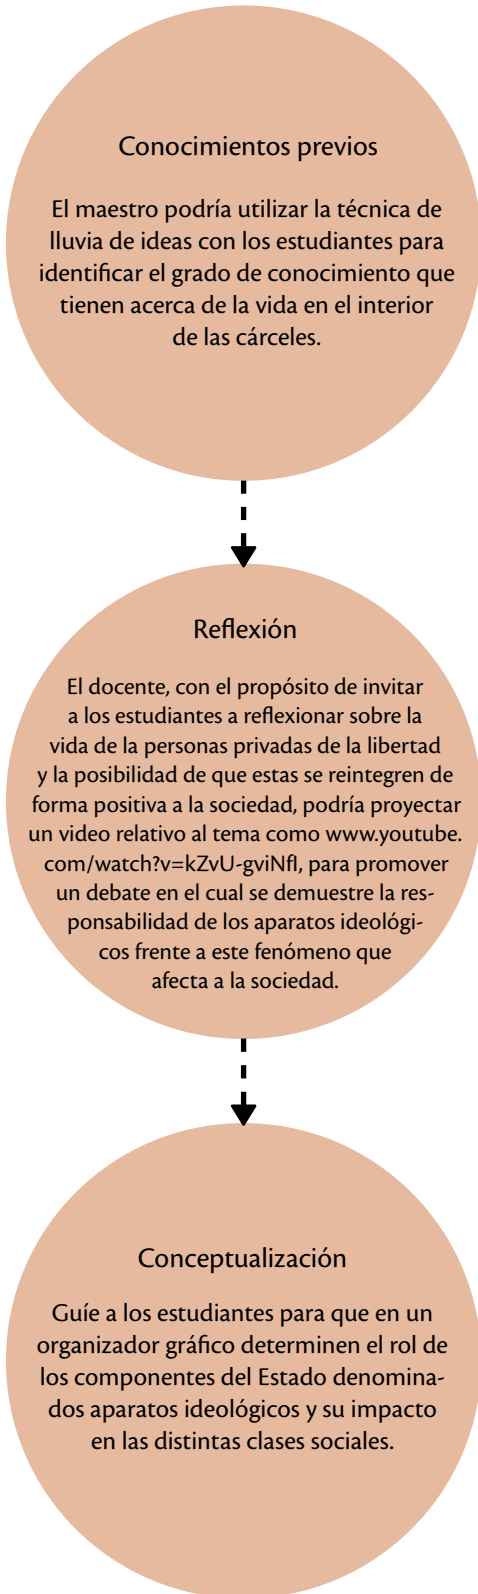 Conocimientos previos
El maestro podría utilizar la técnica de
lluvia de ideas con los estudiantes para
identificar el grado de conocimiento que
tienen acerca de la vida en el interior
de las cárceles.
Reflexión
El docente, con el propósito de invitar
a los estudiantes a reflexionar sobre la
vida de la personas privadas de la libertad
y la posibilidad de que estas se reintegren de
forma positiva a la sociedad, podría proyectar
un video relativo al tema como www.youtube.
com/watch?v=kZvU-gviNfI, para promover
un debate en el cual se demuestre la res-
ponsabilidad de los aparatos ideológi-
cos frente a este fenómeno que
afecta a la sociedad.
Conceptualización
Guíe a los estudiantes para que en un
organizador gráfico determinen el rol de
los componentes del Estado denomina-
dos aparatos ideológicos y su impacto
en las distintas clases sociales.